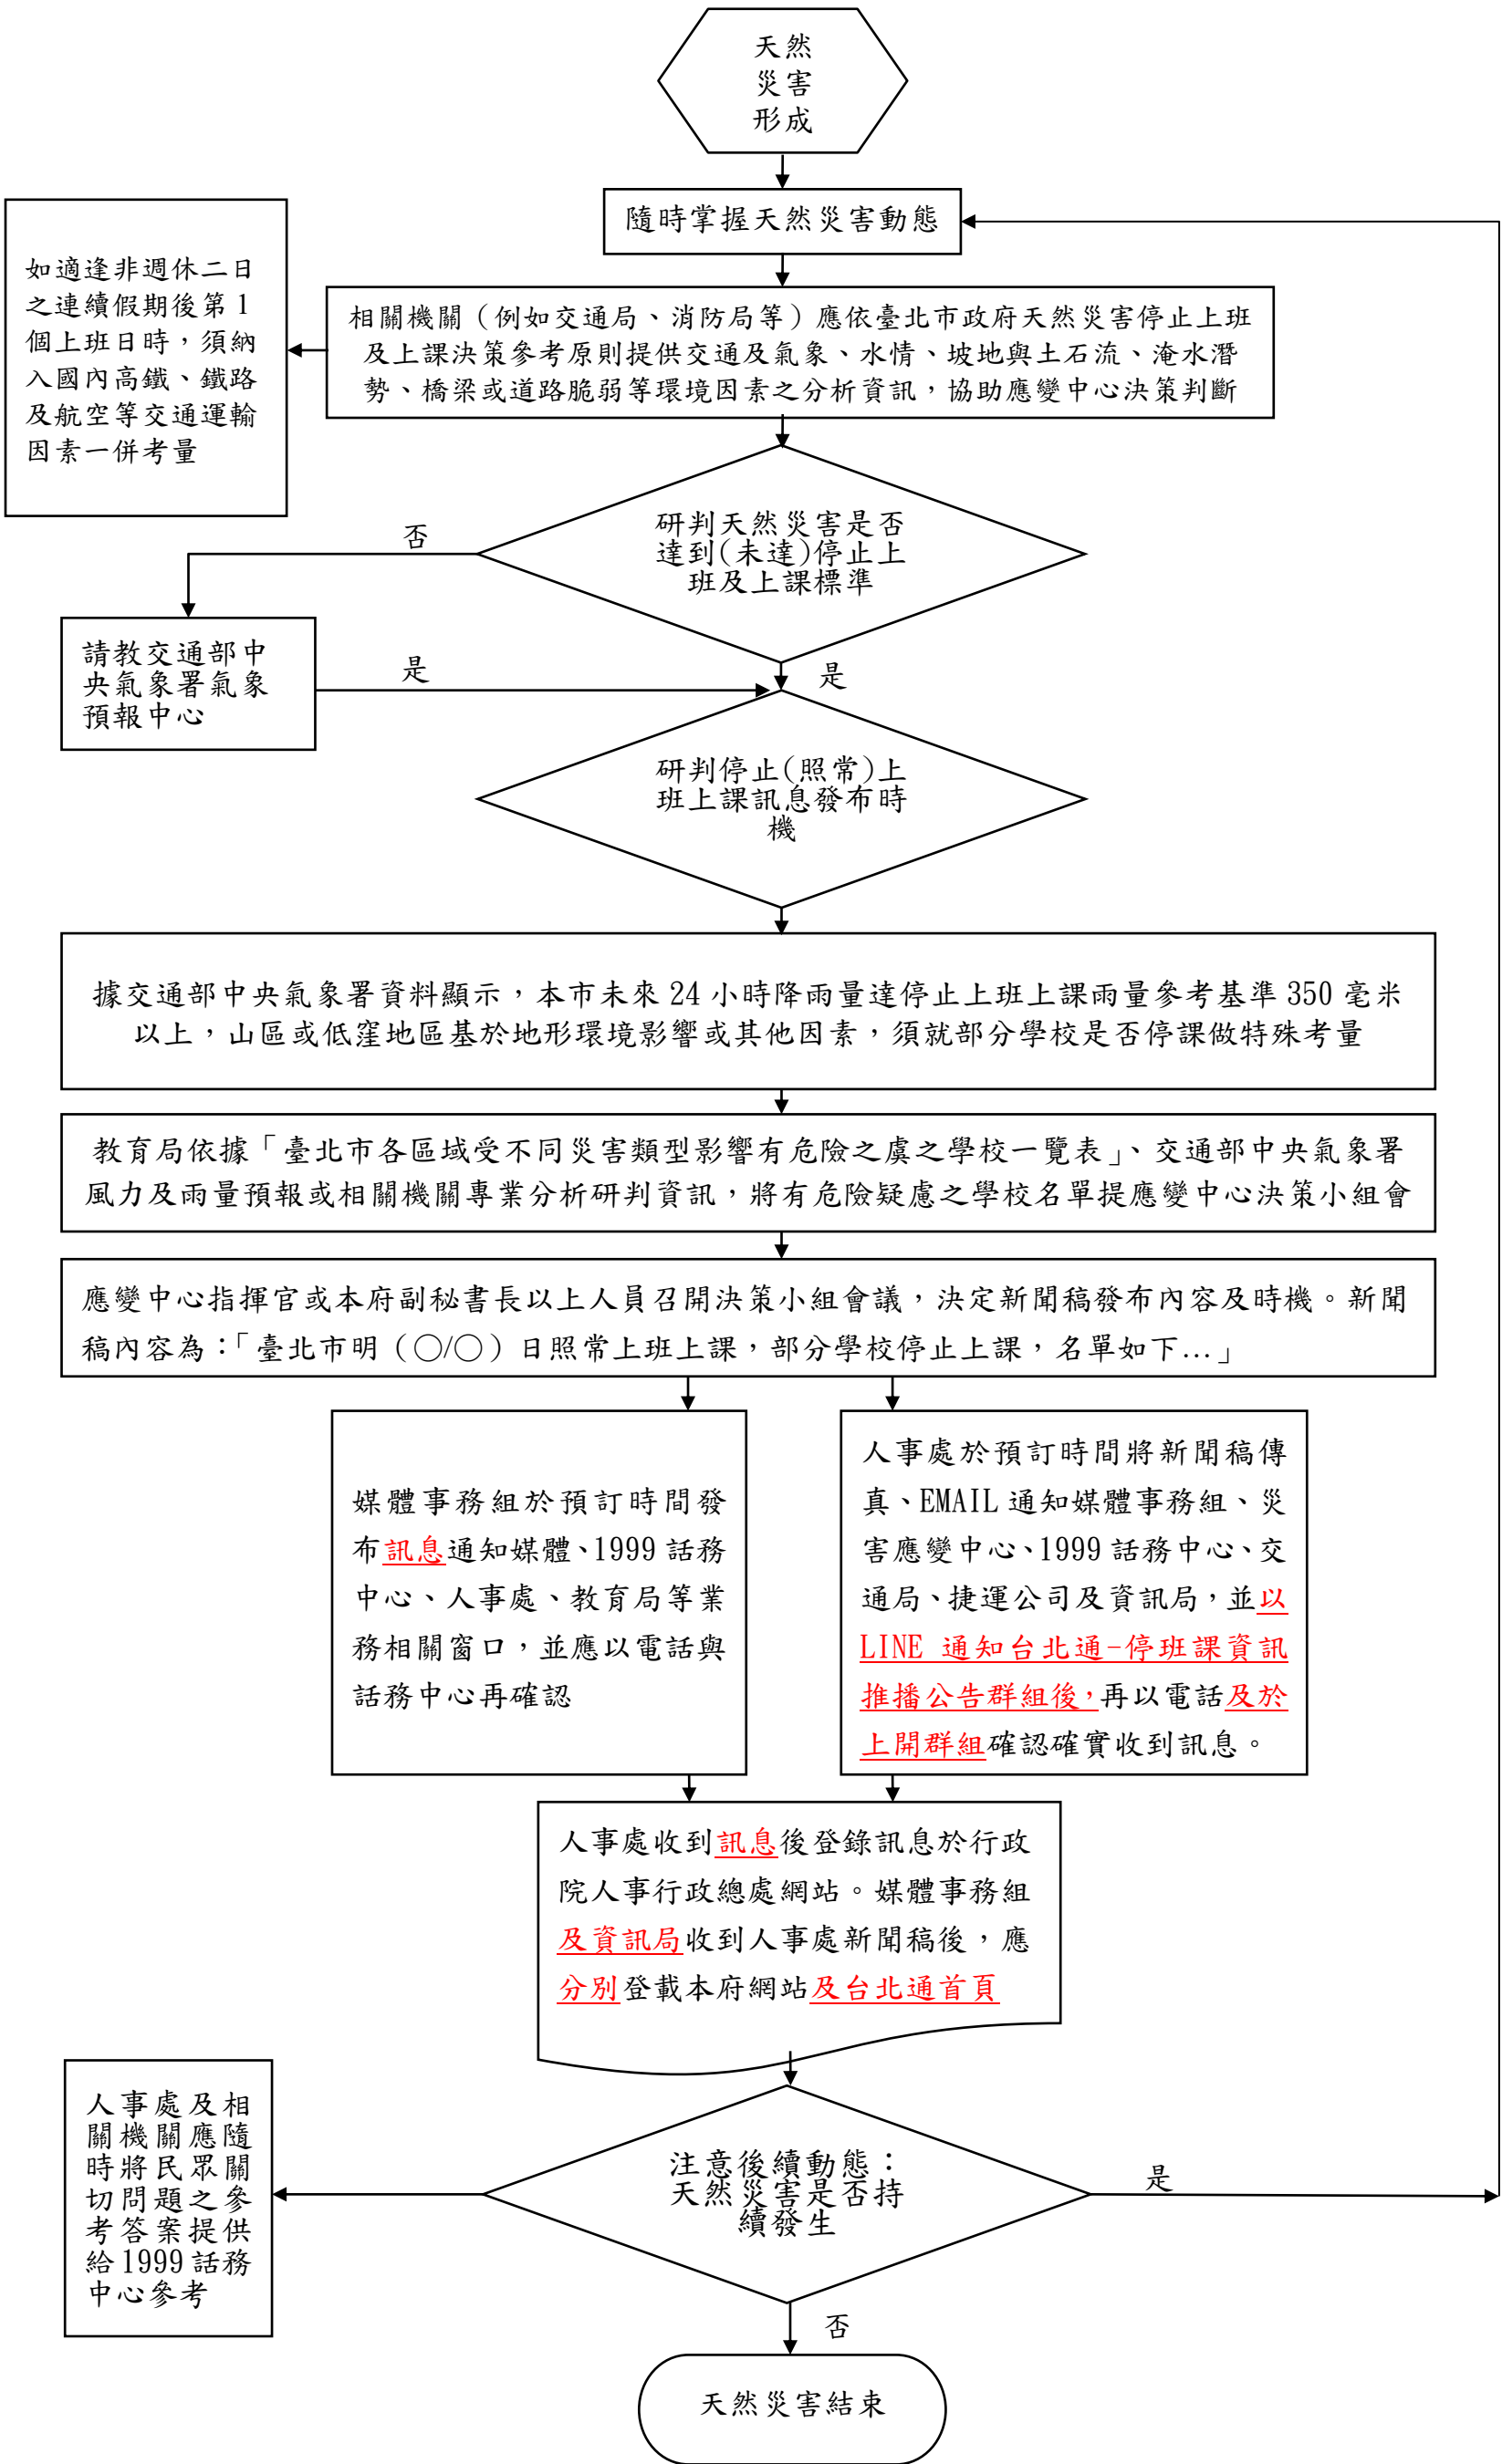 天然
災害
形成
隨時掌握天然災害動態
如適逢非週休二日
之連續假期後第1
個上班日時，須納
入國內高鐵、鐵路
及航空等交通運輸
因素一併考量
相關機關（例如交通局、消防局等）應依臺北市政府天然災害停止上班
及上課決策參考原則提供交通及氣象、水情、坡地與土石流、淹水潛
勢、橋梁或道路脆弱等環境因素之分析資訊，協助應變中心決策判斷
研判天然災害是否
達到(未達)停止上
班及上課標準
否
請教交通部中
央氣象署氣象
預報中心
是
是
研判停止(照常)上
班上課訊息發布時
機
據交通部中央氣象署資料顯示，本市未來 24 小時降雨量達停止上班上課雨量參考基準 350 毫米
以上，山區或低窪地區基於地形環境影響或其他因素，須就部分學校是否停課做特殊考量
教育局依據「臺北市各區域受不同災害類型影響有危險之虞之學校一覽表」、交通部中央氣象署
風力及雨量預報或相關機關專業分析研判資訊，將有危險疑慮之學校名單提應變中心決策小組會
應變中心指揮官或本府副秘書長以上人員召開決策小組會議，決定新聞稿發布內容及時機。新聞
稿內容為：「臺北市明（○/○）日照常上班上課，部分學校停止上課，名單如下…」
媒體事務組於預訂時間發
布訊息通知媒體、1999 話務
中心、人事處、教育局等業
務相關窗口，並應以電話與
話務中心再確認
人事處於預訂時間將新聞稿傳
真、EMAIL 通知媒體事務組、災
害應變中心、1999 話務中心、交
通局、捷運公司及資訊局，並以
LINE 通知台北通-停班課資訊
推播公告群組後，再以電話及於
上開群組確認確實收到訊息。
人事處收到訊息後登錄訊息於行政
院人事行政總處網站。媒體事務組
及資訊局收到人事處新聞稿後，應
分別登載本府網站及台北通首頁
人事處及相
關機關應隨
時將民眾關
切問題之參
考答案提供
給1999話務
中心參考
注意後續動態：
天然災害是否持
續發生
是
否
天然災害結束